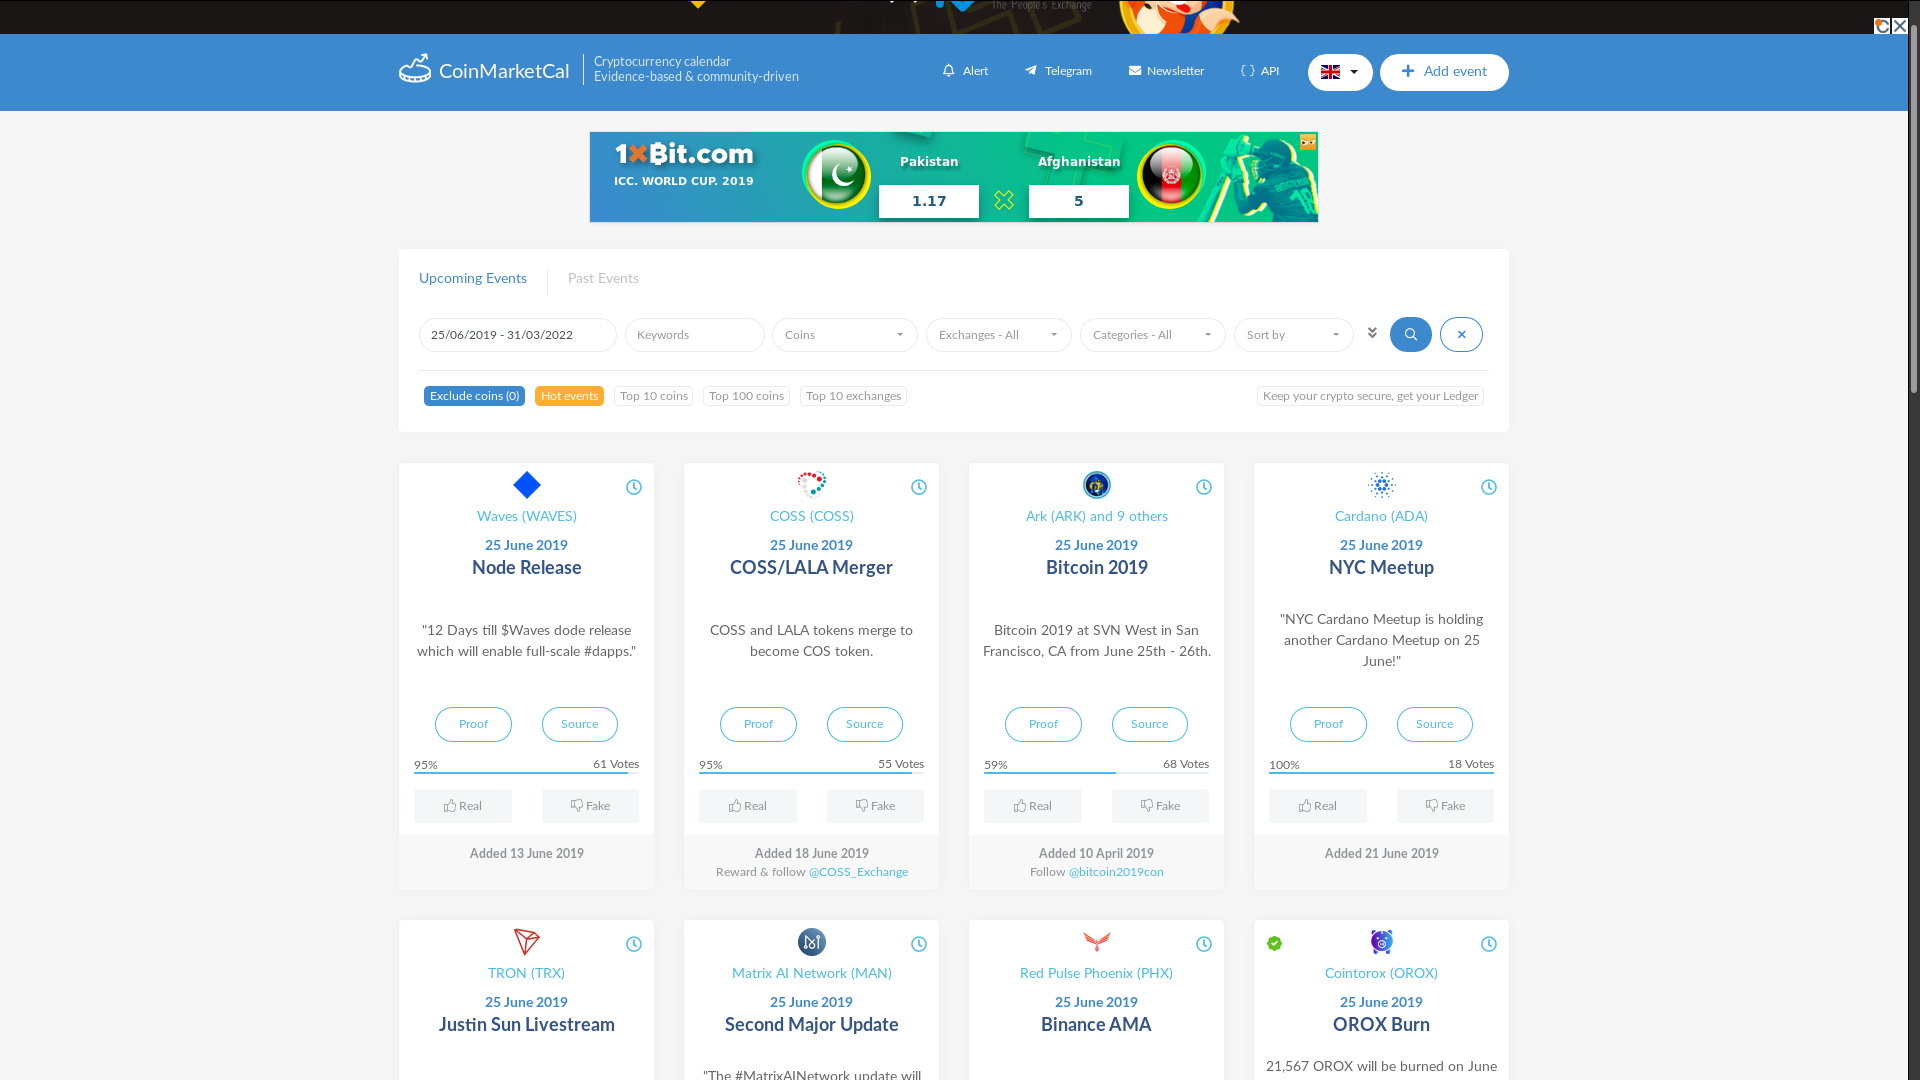 The People's Exchange
CoinMarketCal
Cryptocurrency calendar
Evidence-based & community-driven
Alert
Telegram
Newsletter
API
Add event
1xBit.com
ICC. WORLD CUP. 2019
Pakistan
1.17
Afghanistan
5
Upcoming Events
Past Events
25/06/2019 - 31/03/2022
Keywords
Coins
Exchanges - All
Categories - All
Sort by
Exclude coins (0)
Hot events
Top 10 coins
Top 100 coins
Top 10 exchanges
Keep your crypto secure, get your Ledger
Waves (WAVES)
25 June 2019
Node Release
"12 Days till $Waves dode release
which will enable full-scale #dapps."
Proof
Source
95%
61 Votes
Real
Fake
Added 13 June 2019
COSS (COSS)
25 June 2019
COSS/LALA Merger
COSS and LALA tokens merge to
become COS token.
Proof
Source
95%
55 Votes
Real
Fake
Added 18 June 2019
Reward & follow @COSS_Exchange
Ark (ARK) and 9 others
25 June 2019
Bitcoin 2019
Bitcoin 2019 at SVN West in San
Francisco, CA from June 25th - 26th.
Proof
Source
59%
68 Votes
Real
Fake
Added 10 April 2019
Follow @bitcoin2019con
Cardano (ADA)
25 June 2019
NYC Meetup
"NYC Cardano Meetup is holding
another Cardano Meetup on 25
June!"
Proof
Source
100%
18 Votes
Real
Fake
Added 21 June 2019
TRON (TRX)
25 June 2019
Justin Sun Livestream
Matrix AI Network (MAN)
25 June 2019
Second Major Update
"The #MatrixAINetwork update will
Red Pulse Phoenix (PHX)
25 June 2019
Binance AMA
Cointorox (OROX)
25 June 2019
OROX Burn
21,567 OROX will be burned on June